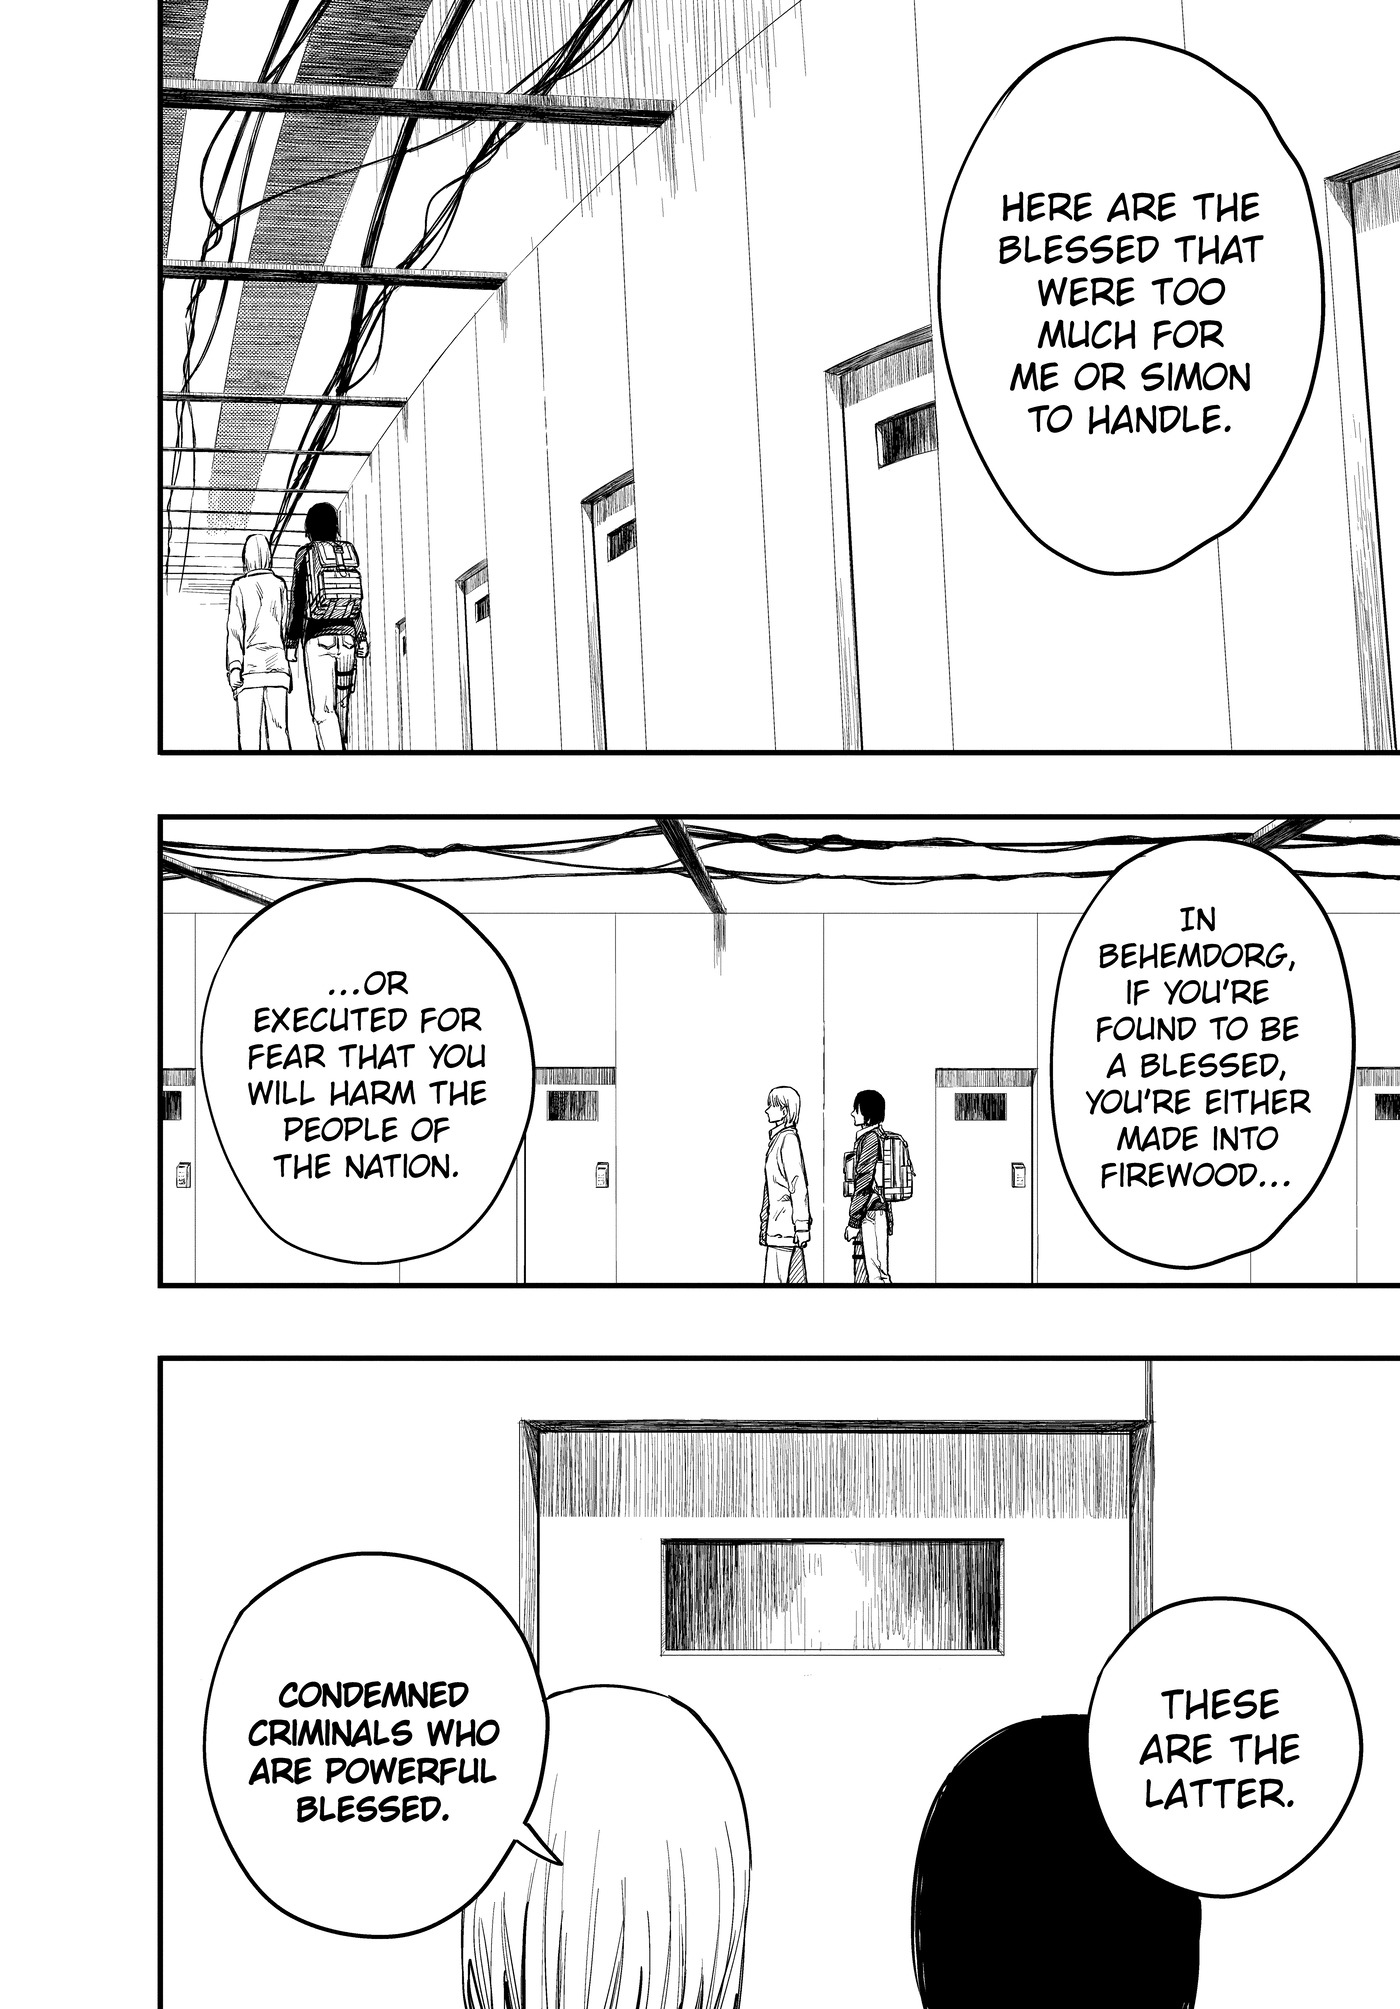 HERE ARE THE
BLESSED THAT
WERE TOO
MUCH FOR
ME OR SIMON
TO HANDLE.
IN
BEHEMDORG,
IF YOU'RE
FOUND TO BE
A BLESSED,
YOU'RE EITHER
MADE INTO
FIREWOOD...
...OR
EXECUTED FOR
FEAR THAT YOU
WILL HARM THE
PEOPLE OF
THE NATION.
THESE
ARE THE
LATTER.
CONDEMNED
CRIMINALS WHO
ARE POWERFUL
BLESSED.